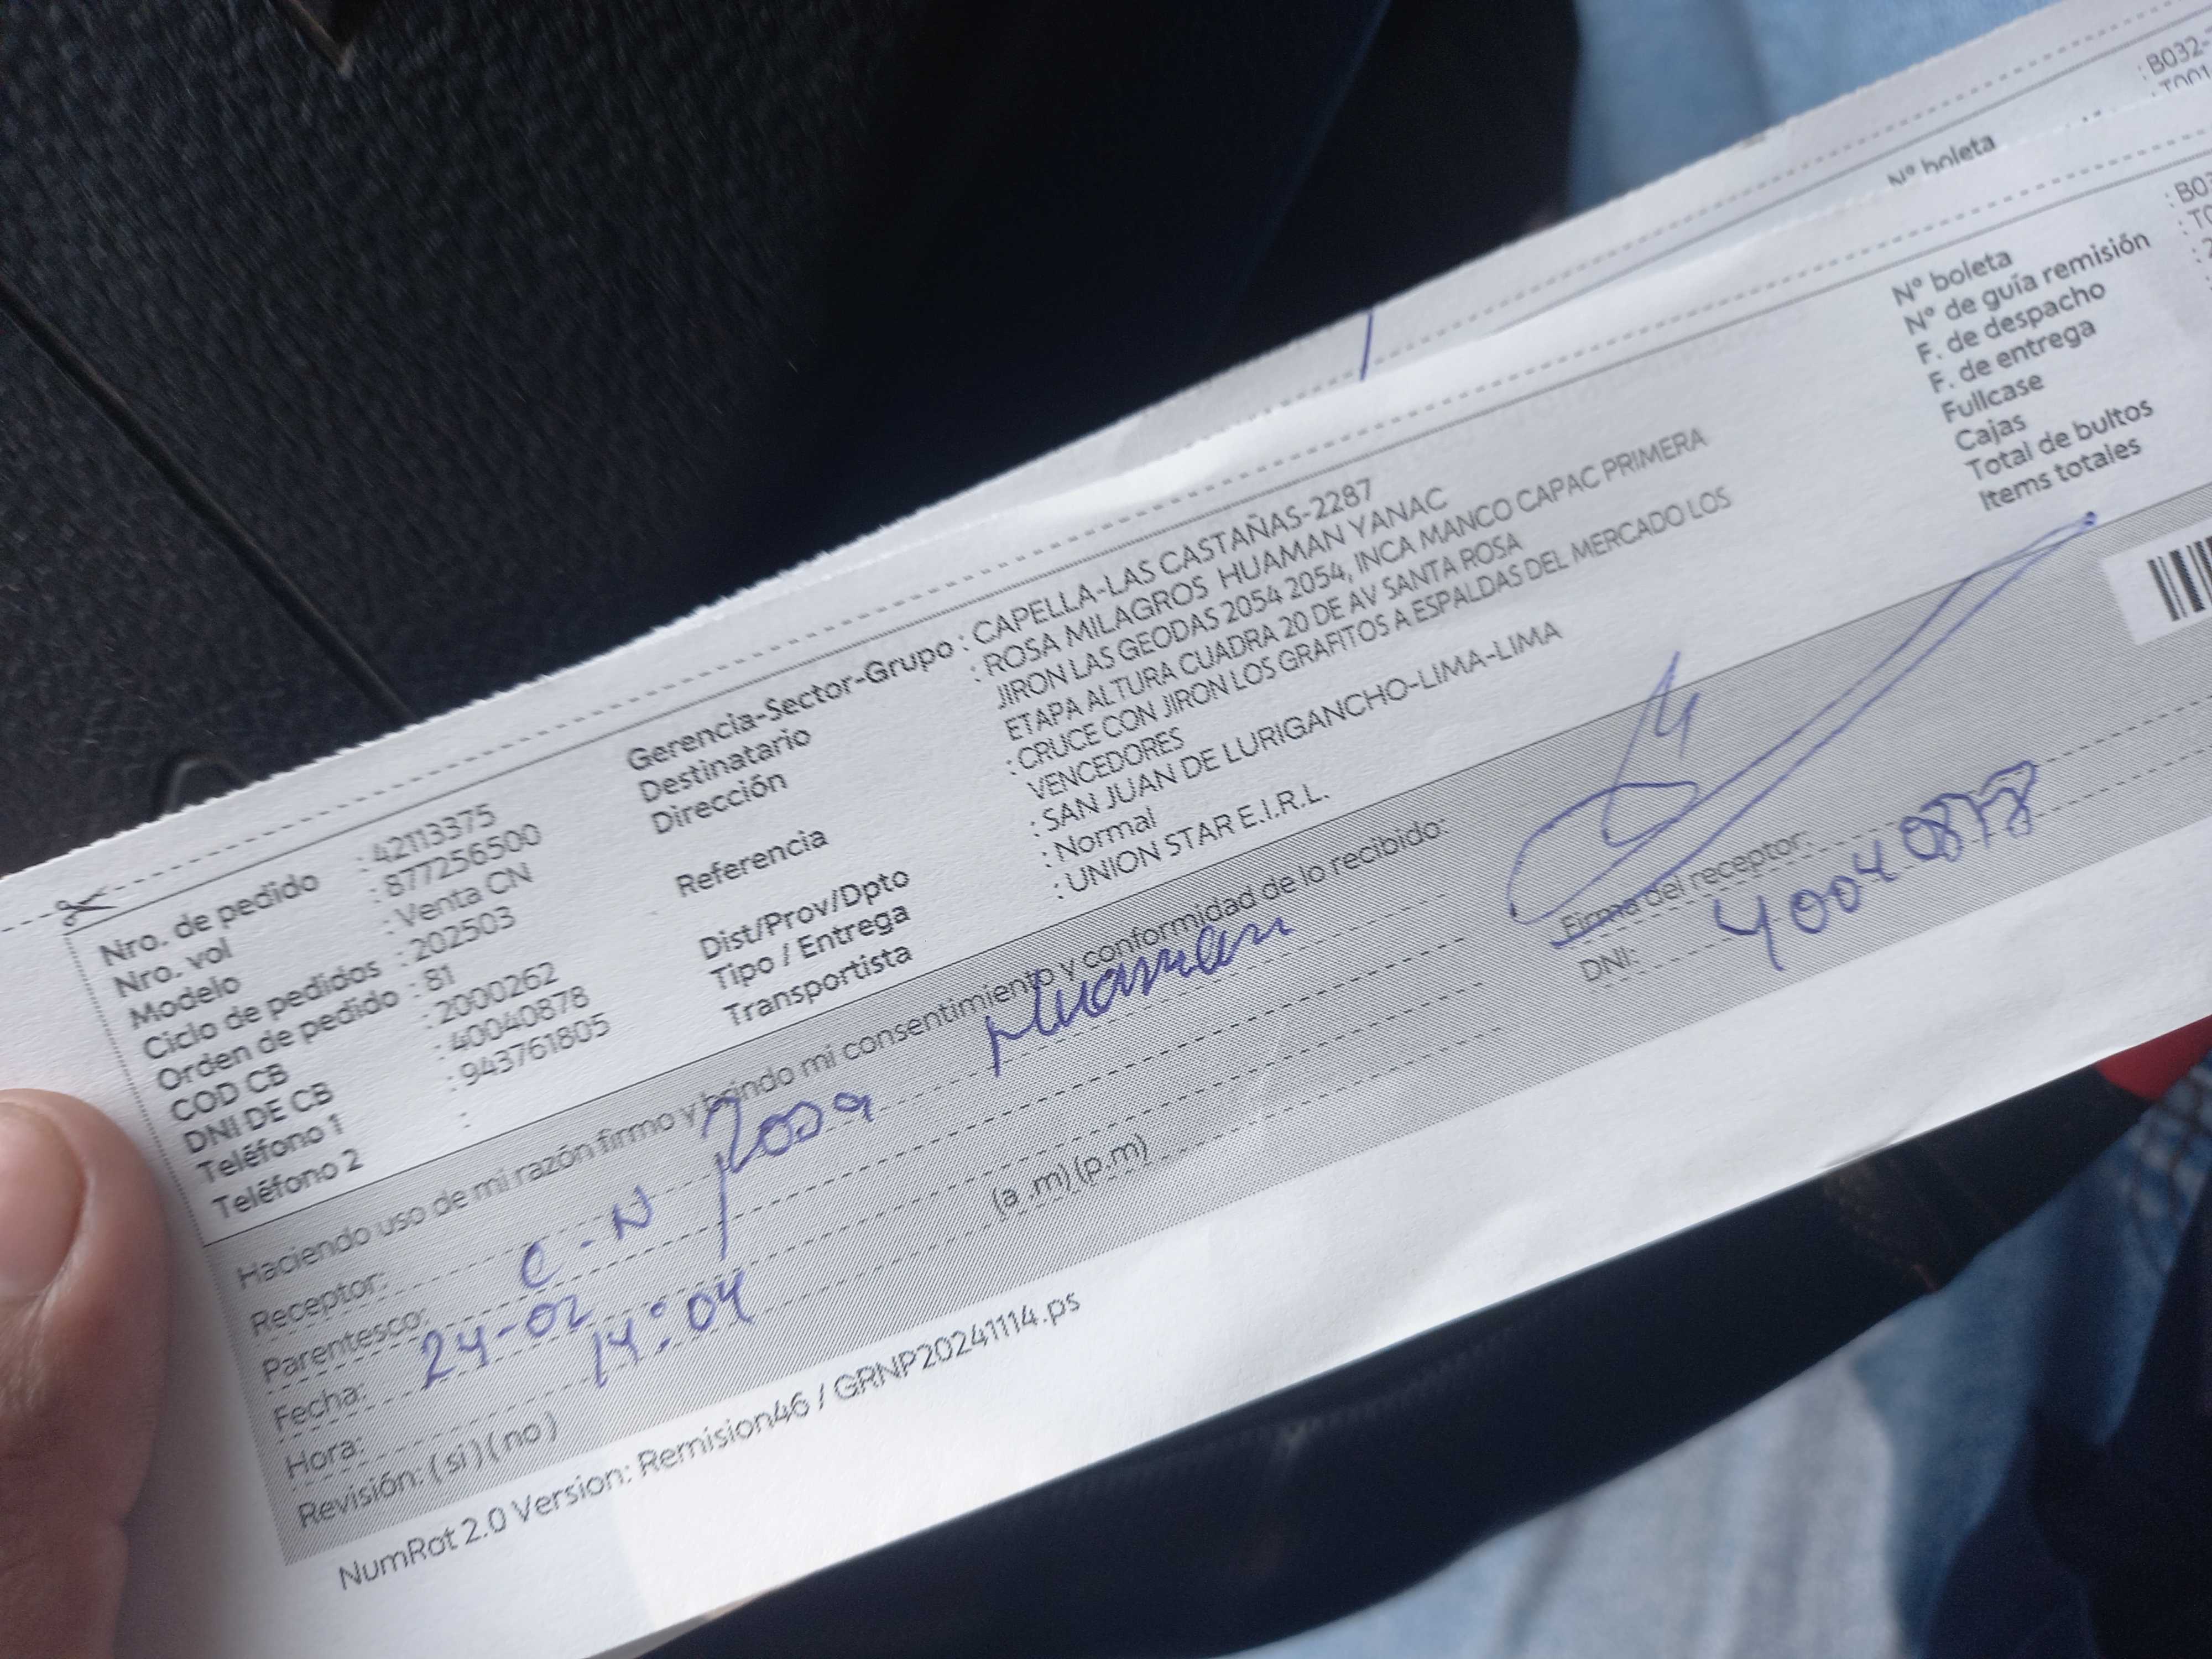 Nº boleta : B032-
: T001
Nro. de pedido : 42113375
Nro. vol : 877256500
Modelo : Venta CN
Ciclo de pedidos : 202503
Orden de pedido : 81
COD CB : 2000262
DNI DE CB : 40040878
Teléfono 1 : 943761805
Teléfono 2 :
Gerencia-Sector-Grupo : CAPELLA-LAS CASTAÑAS-2287
Destinatario : ROSA MILAGROS HUAMAN YANAC
Dirección JIRON LAS GEODAS 2054 2054, INCA MANCO CAPAC PRIMERA
ETAPA ALTURA CUADRA 20 DE AV SANTA ROSA
Referencia : CRUCE CON JIRON LOS GRAFITOS A ESPALDAS DEL MERCADO LOS
VENCEDORES
Dist/Prov/Dpto : SAN JUAN DE LURIGANCHO-LIMA-LIMA
Tipo / Entrega : Normal
Transportista : UNION STAR E.I.R.L.
Nº boleta : B03
Nº de guía remisión : T0
F. de despacho : 2
F. de entrega
Fullcase
Cajas
Total de bultos
Items totales
Haciendo uso de mi razón firmo y brindo mi consentimiento y conformidad de lo recibido:
Receptor: C-N Rosa Huaman
Parentesco:
Fecha: 24-02
Hora: 14:04 (a .m) (p.m)
Revisión: ( si ) ( no )
Firma del receptor:
DNI: 40040878
NumRot 2.0 Version: Remision46 / GRNP20241114.ps